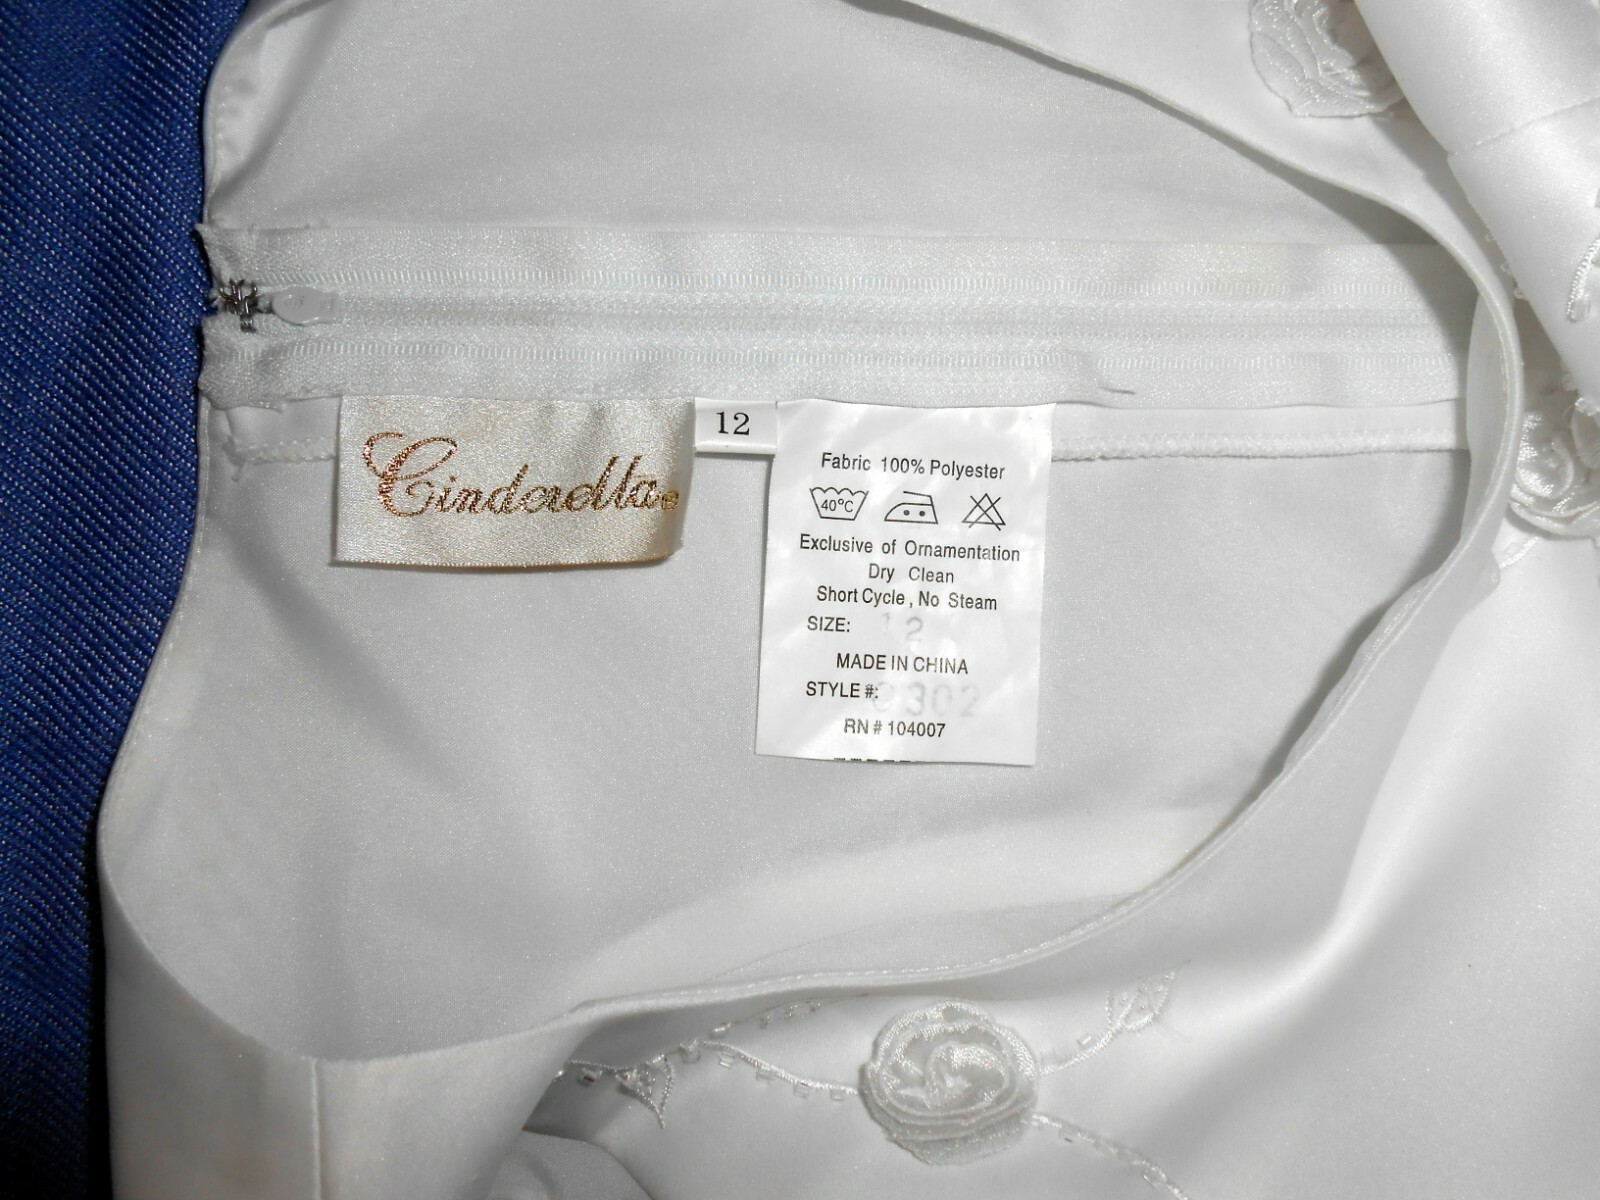 Cinderella
12
Fabric 100% Polyester
40°C
Exclusive of Ornamentation
Dry Clean
Short Cycle, No Steam
SIZE: 12
MADE IN CHINA
STYLE #:
RN # 104007